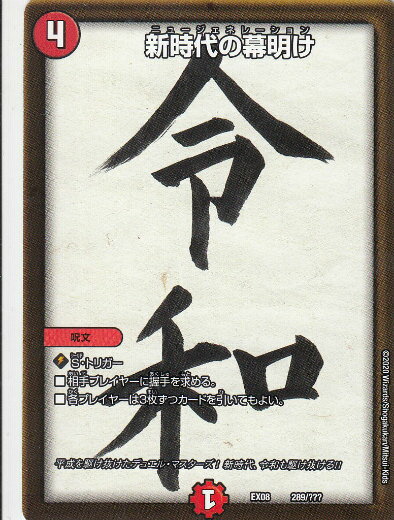 4
ニュージェネレーション
新時代の幕明け
令和
呪文
S・トリガー
■相手プレイヤーに握手を求める。
■各プレイヤーは3枚ずつカードを引いてもよい。
平成を駆け抜けたデュエル・マスターズ！新時代、令和も駆け抜ける!!
EX08 289/???
©2020 Wizards/Shogakukan/Mitsui-Kids